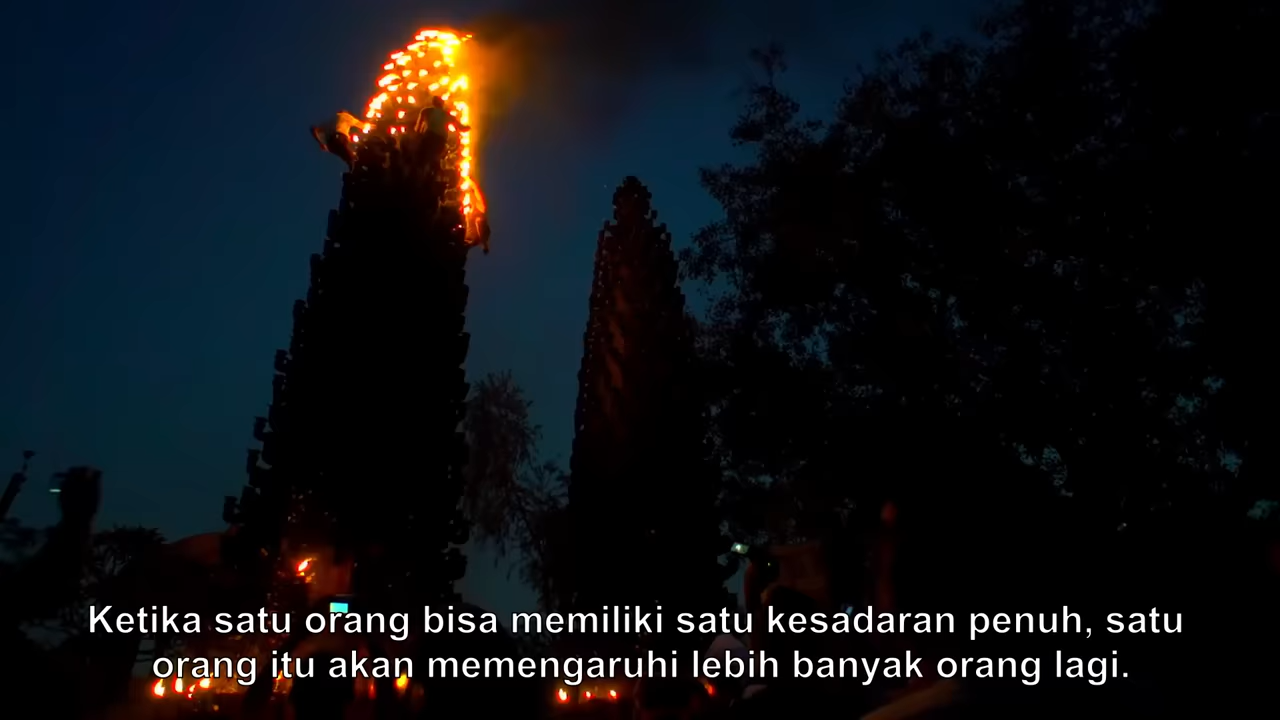 Ketika satu orang bisa memiliki satu kesadaran penuh, satu
orang itu akan memengaruhi lebih banyak orang lagi.